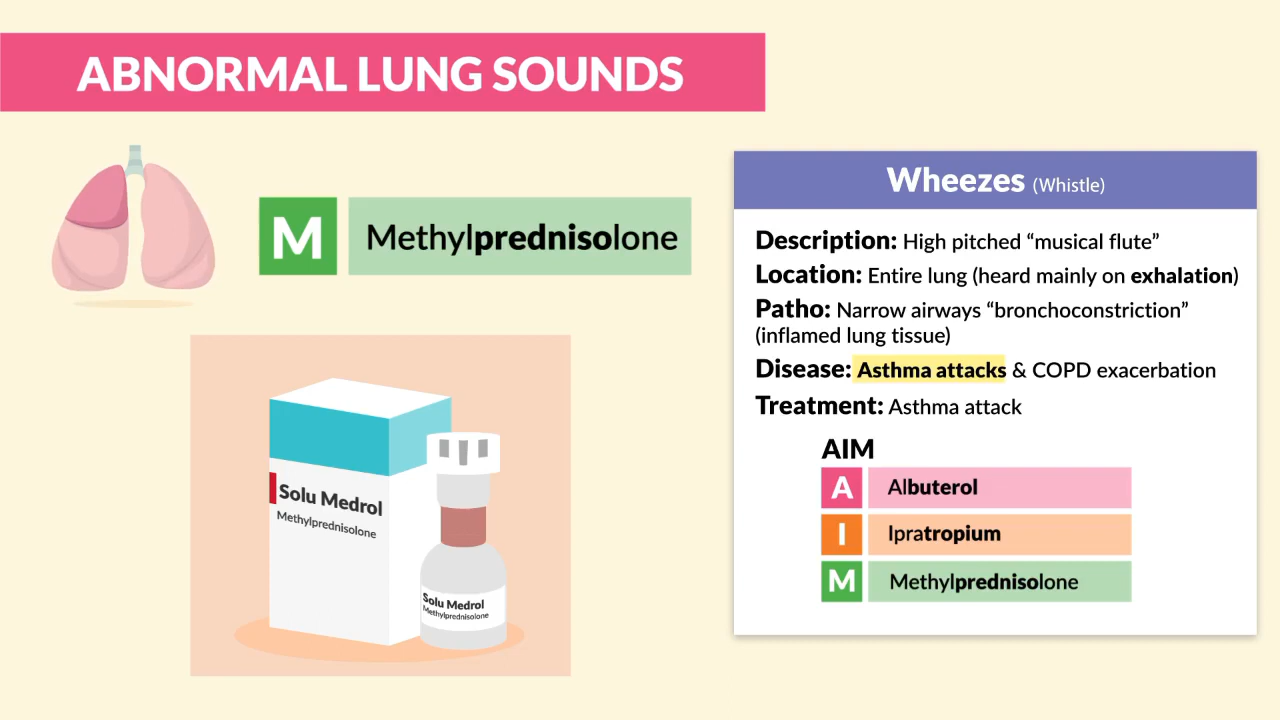 ABNORMAL LUNG SOUNDS
M Methylprednisolone
Solu Medrol
Methylprednisolone
Solu Medrol
Methylprednisolone
Wheezes (Whistle)
Description: High pitched “musical flute”
Location: Entire lung (heard mainly on exhalation)
Patho: Narrow airways “bronchoconstriction”
(inflamed lung tissue)
Disease: Asthma attacks & COPD exacerbation
Treatment: Asthma attack
AIM
A Albuterol
I Ipratropium
M Methylprednisolone